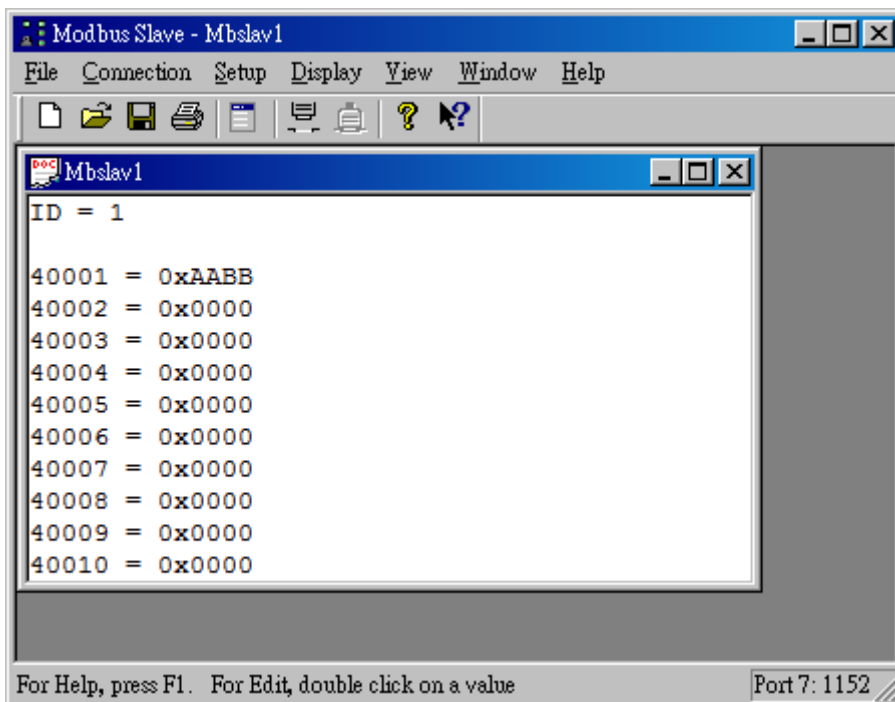 Modbus Slave - Mbslav1
File Connection Setup Display View Window Help
DOC Mbslav1
ID = 1
40001 = 0xAABB
40002 = 0x0000
40003 = 0x0000
40004 = 0x0000
40005 = 0x0000
40006 = 0x0000
40007 = 0x0000
40008 = 0x0000
40009 = 0x0000
40010 = 0x0000
For Help, press F1. For Edit, double click on a value Port 7: 1152